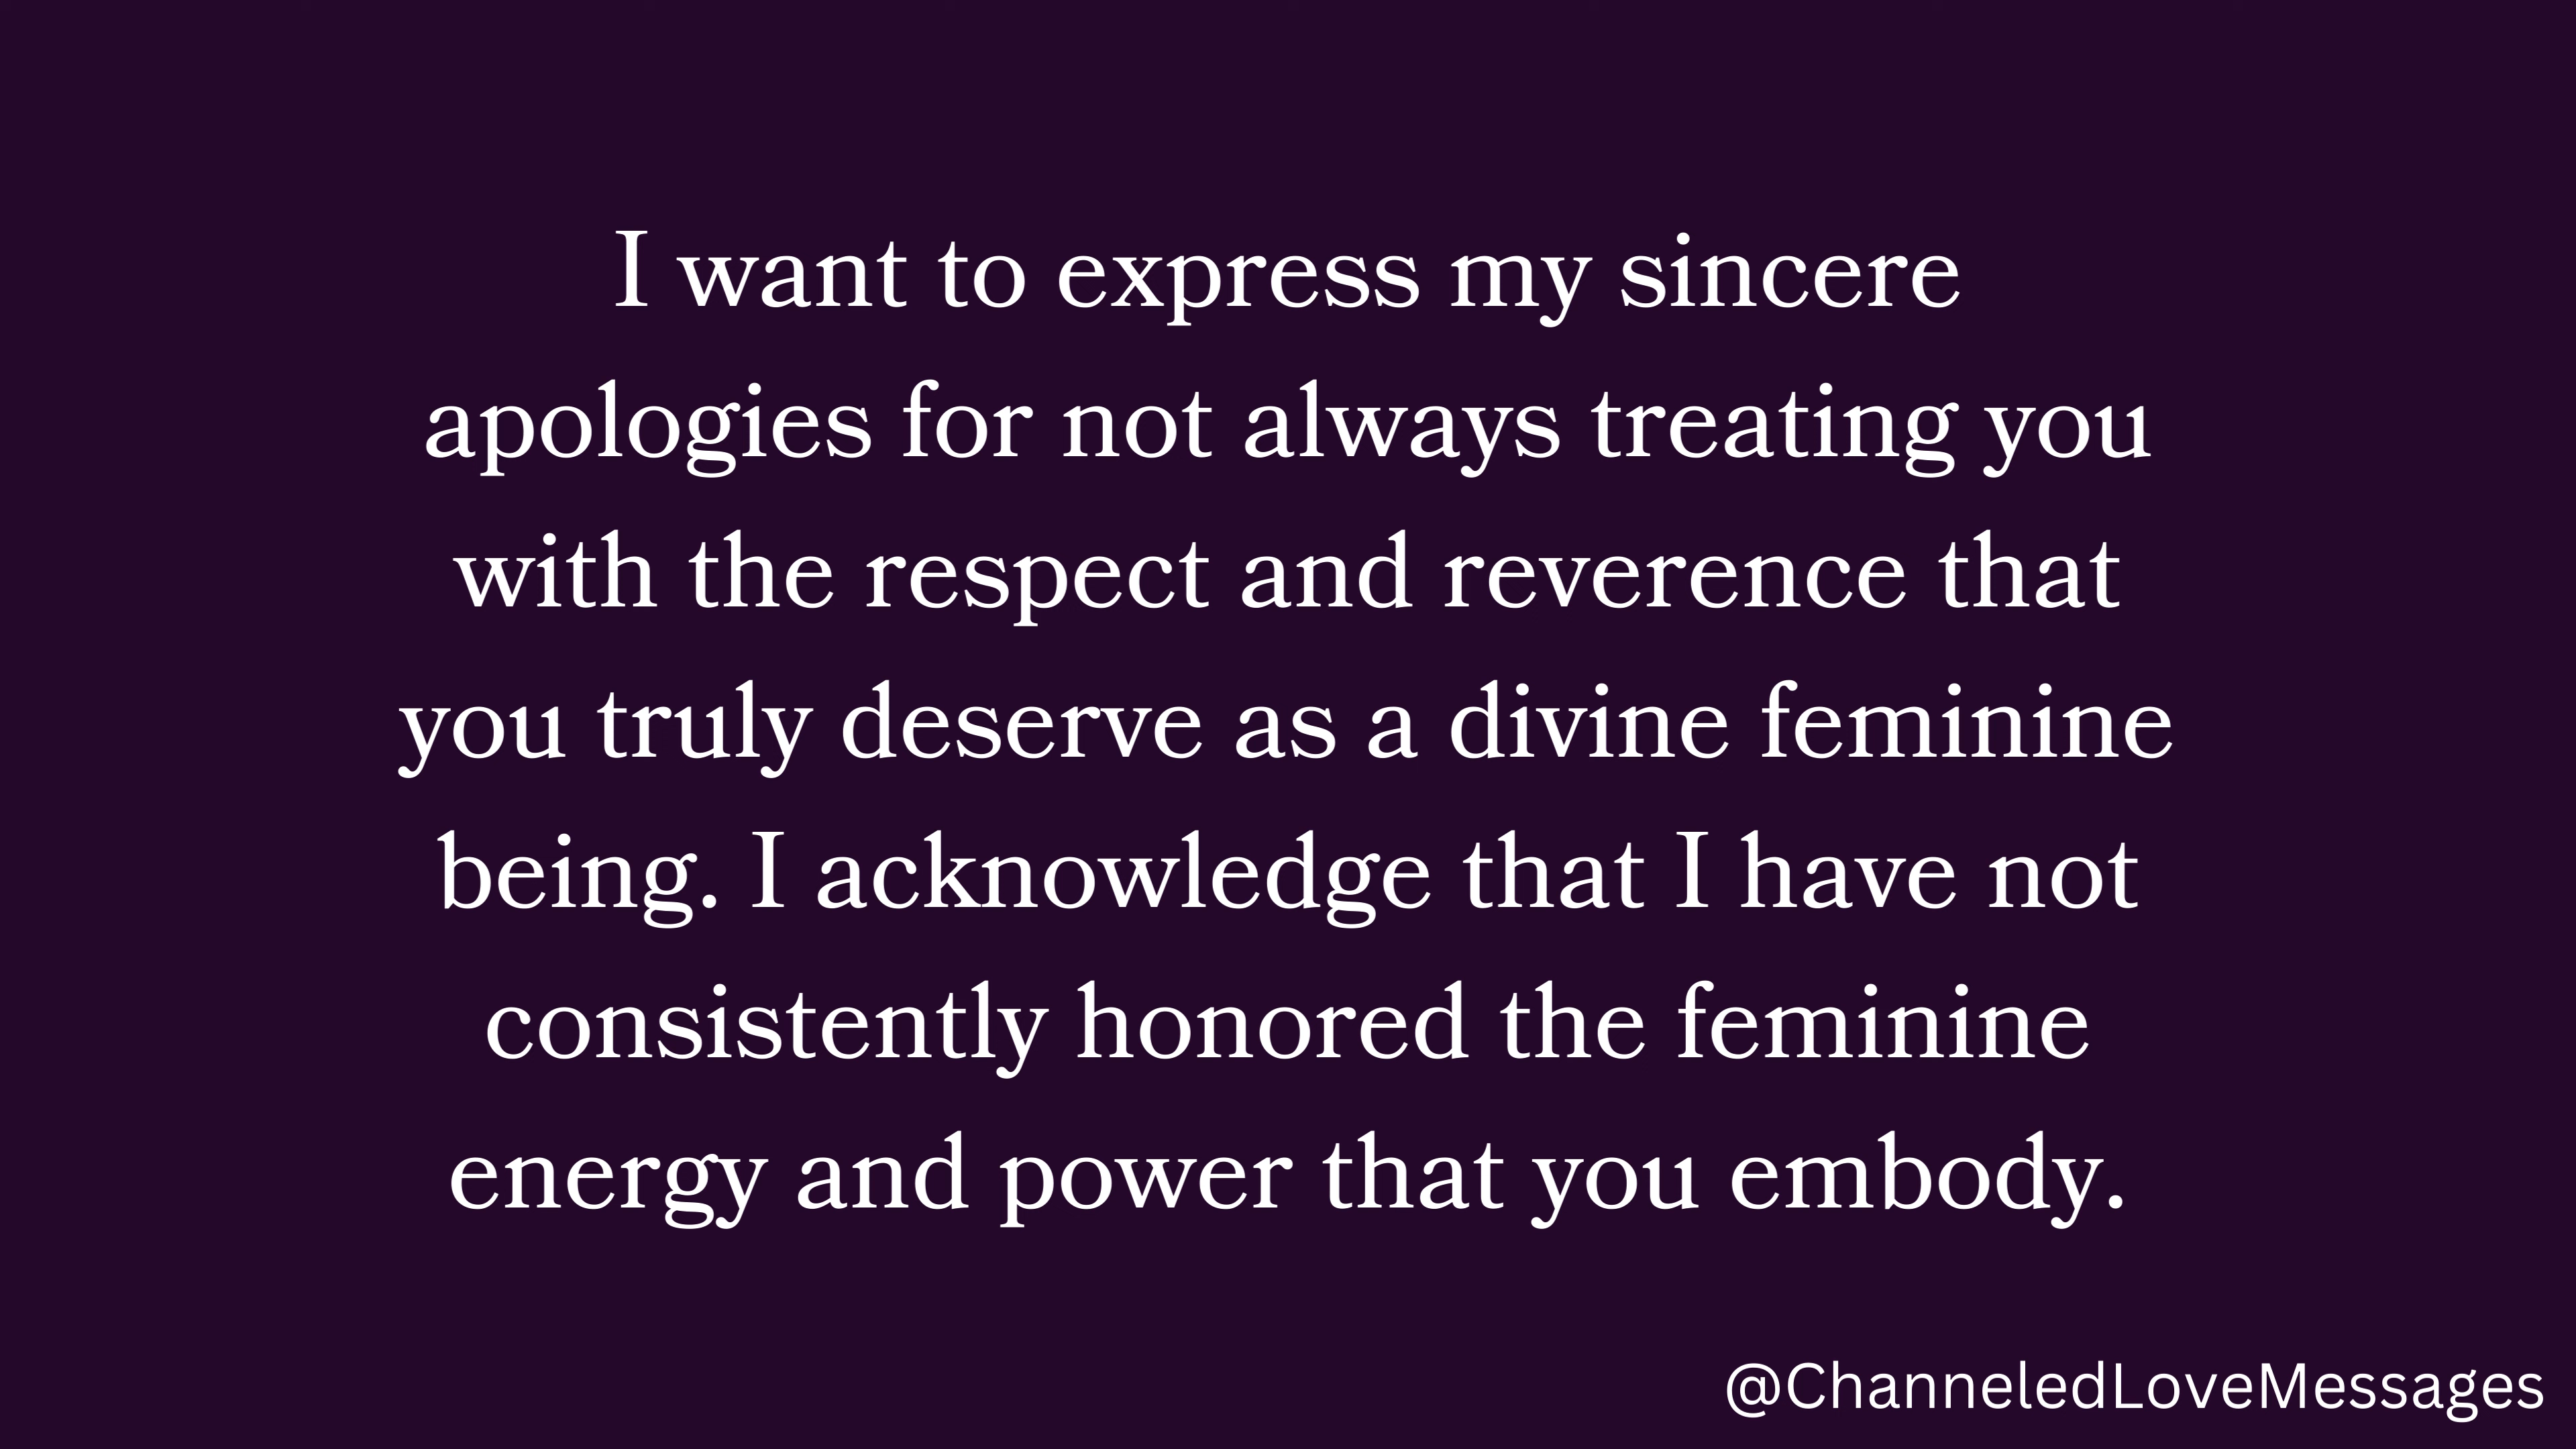 I want to express my sincere
apologies for not always treating you
with the respect and reverence that
you truly deserve as a divine feminine
being. I acknowledge that I have not
consistently honored the feminine
energy and power that you embody.
@ChanneledLoveMessages